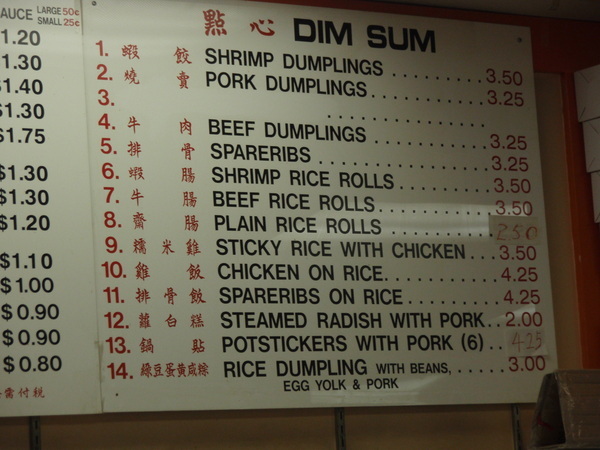 SAUCE LARGE 50¢
SMALL 25¢
1.20
1.30
1.40
1.30
$1.75
$1.30
$1.30
$1.20
$1.10
$1.00
$0.90
$0.90
$0.80
需付税
點心 DIM SUM
1. 蝦餃 SHRIMP DUMPLINGS .......... 3.50
2. 燒賣 PORK DUMPLINGS ........... 3.25
3. ...............
4. 牛肉 BEEF DUMPLINGS ............ 3.25
5. 排骨 SPARERIBS ................ 3.25
6. 蝦腸 SHRIMP RICE ROLLS ......... 3.50
7. 牛腸 BEEF RICE ROLLS ........... 3.50
8. 齋腸 PLAIN RICE ROLLS .......... 2.50
9. 糯米雞 STICKY RICE WITH CHICKEN ... 3.50
10. 雞飯 CHICKEN ON RICE .......... 4.25
11. 排骨飯 SPARERIBS ON RICE ........ 4.25
12. 蘿白糕 STEAMED RADISH WITH PORK .. 2.00
13. 鍋貼 POTSTICKERS WITH PORK (6) .. 4.25
14. 綠豆蛋黃咸粽 RICE DUMPLING WITH BEANS, ...... 3.00
EGG YOLK & PORK